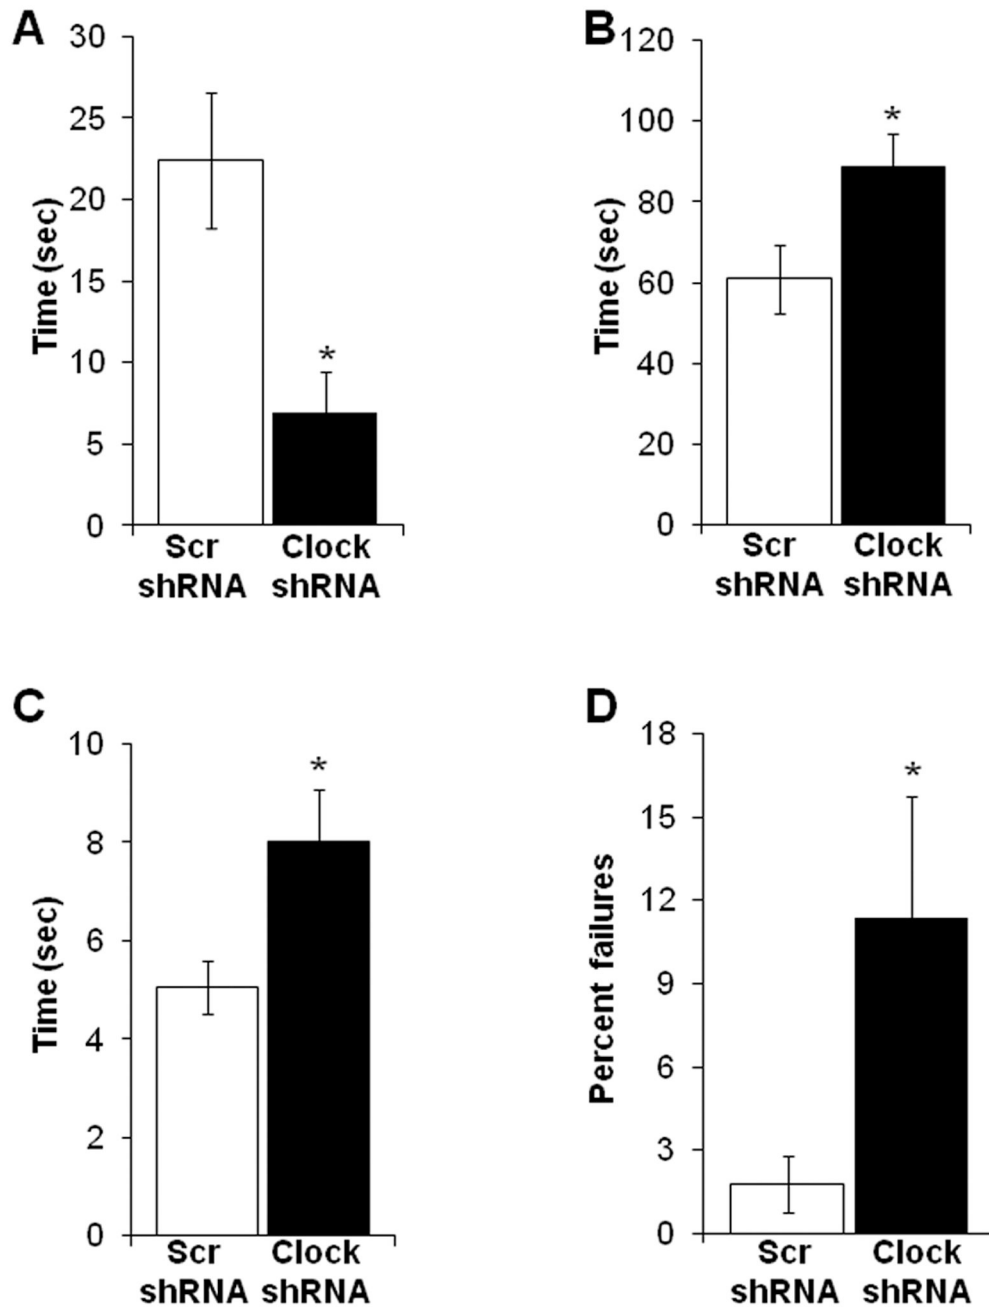 A
30
25
20
15
10
5
0
Time (sec)
*
Scr Clock
shRNA shRNA
B
120
100
80
60
40
20
0
Time (sec)
*
Scr Clock
shRNA shRNA
C
10
8
6
4
2
0
Time (sec)
*
Scr Clock
shRNA shRNA
D
18
15
12
9
6
3
0
Percent failures
*
Scr Clock
shRNA shRNA